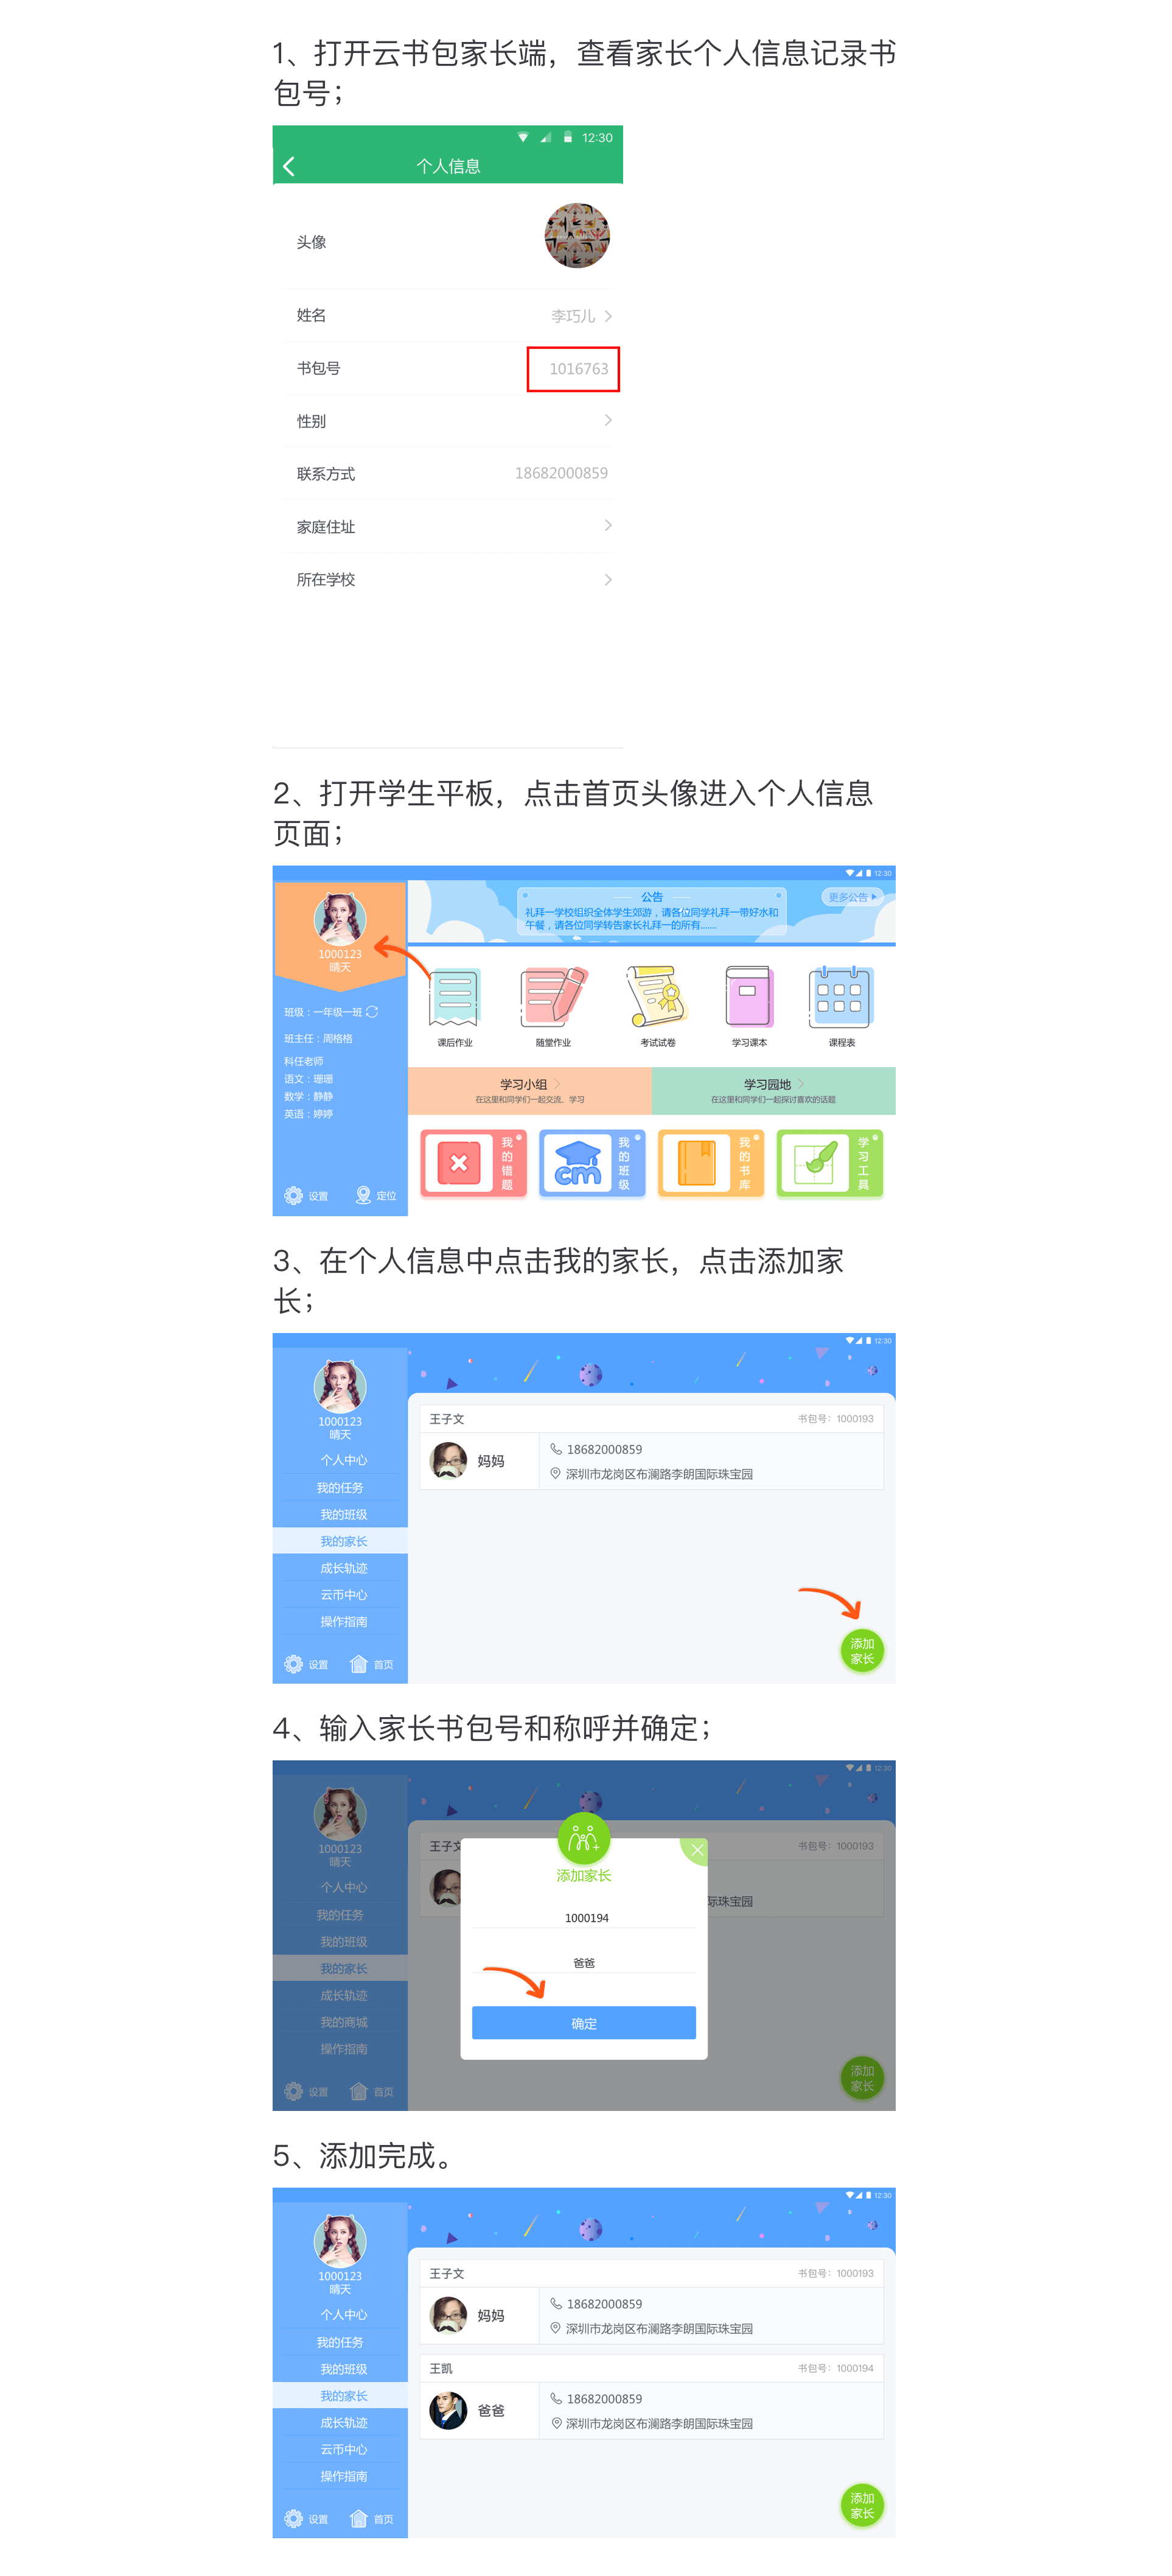 1、打开云书包家长端，查看家长个人信息记录书
包号；
12:30
个人信息
头像
姓名 李巧儿
书包号 1016763
性别
联系方式 18682000859
家庭住址
所在学校
2、打开学生平板，点击首页头像进入个人信息
页面；
12:30
1000123
晴天
班级：一年级一班
班主任：周格格
科任老师
语文：珊珊
数学：静静
英语：婷婷
设置 定位
公告
更多公告
礼拜一学校组织全体学生郊游，请各位同学礼拜一带好水和
午餐，请各位同学转告家长礼拜一的所有.......
课后作业 随堂作业 考试试卷 学习课本 课程表
学习小组 学习园地
在这里和同学们一起交流、学习 在这里和同学们一起探讨喜欢的话题
我的错题 cm 我的班级 我的书库 学习工具
3、在个人信息中点击我的家长，点击添加家
长；
12:30
1000123
晴天
个人中心
我的任务
我的班级
我的家长
成长轨迹
云币中心
操作指南
设置 首页
王子文 书包号：1000193
妈妈
18682000859
深圳市龙岗区布澜路李朗国际珠宝园
添加
家长
4、输入家长书包号和称呼并确定；
12:30
1000123
晴天
个人中心
我的任务
我的班级
我的家长
成长轨迹
我的商城
操作指南
设置 首页
王子文 书包号：1000193
际珠宝园
添加家长
1000194
爸爸
确定
添加
家长
5、添加完成。
12:30
1000123
晴天
个人中心
我的任务
我的班级
我的家长
成长轨迹
云币中心
操作指南
设置 首页
王子文 书包号：1000193
妈妈
18682000859
深圳市龙岗区布澜路李朗国际珠宝园
王凯 书包号：1000194
爸爸
18682000859
深圳市龙岗区布澜路李朗国际珠宝园
添加
家长